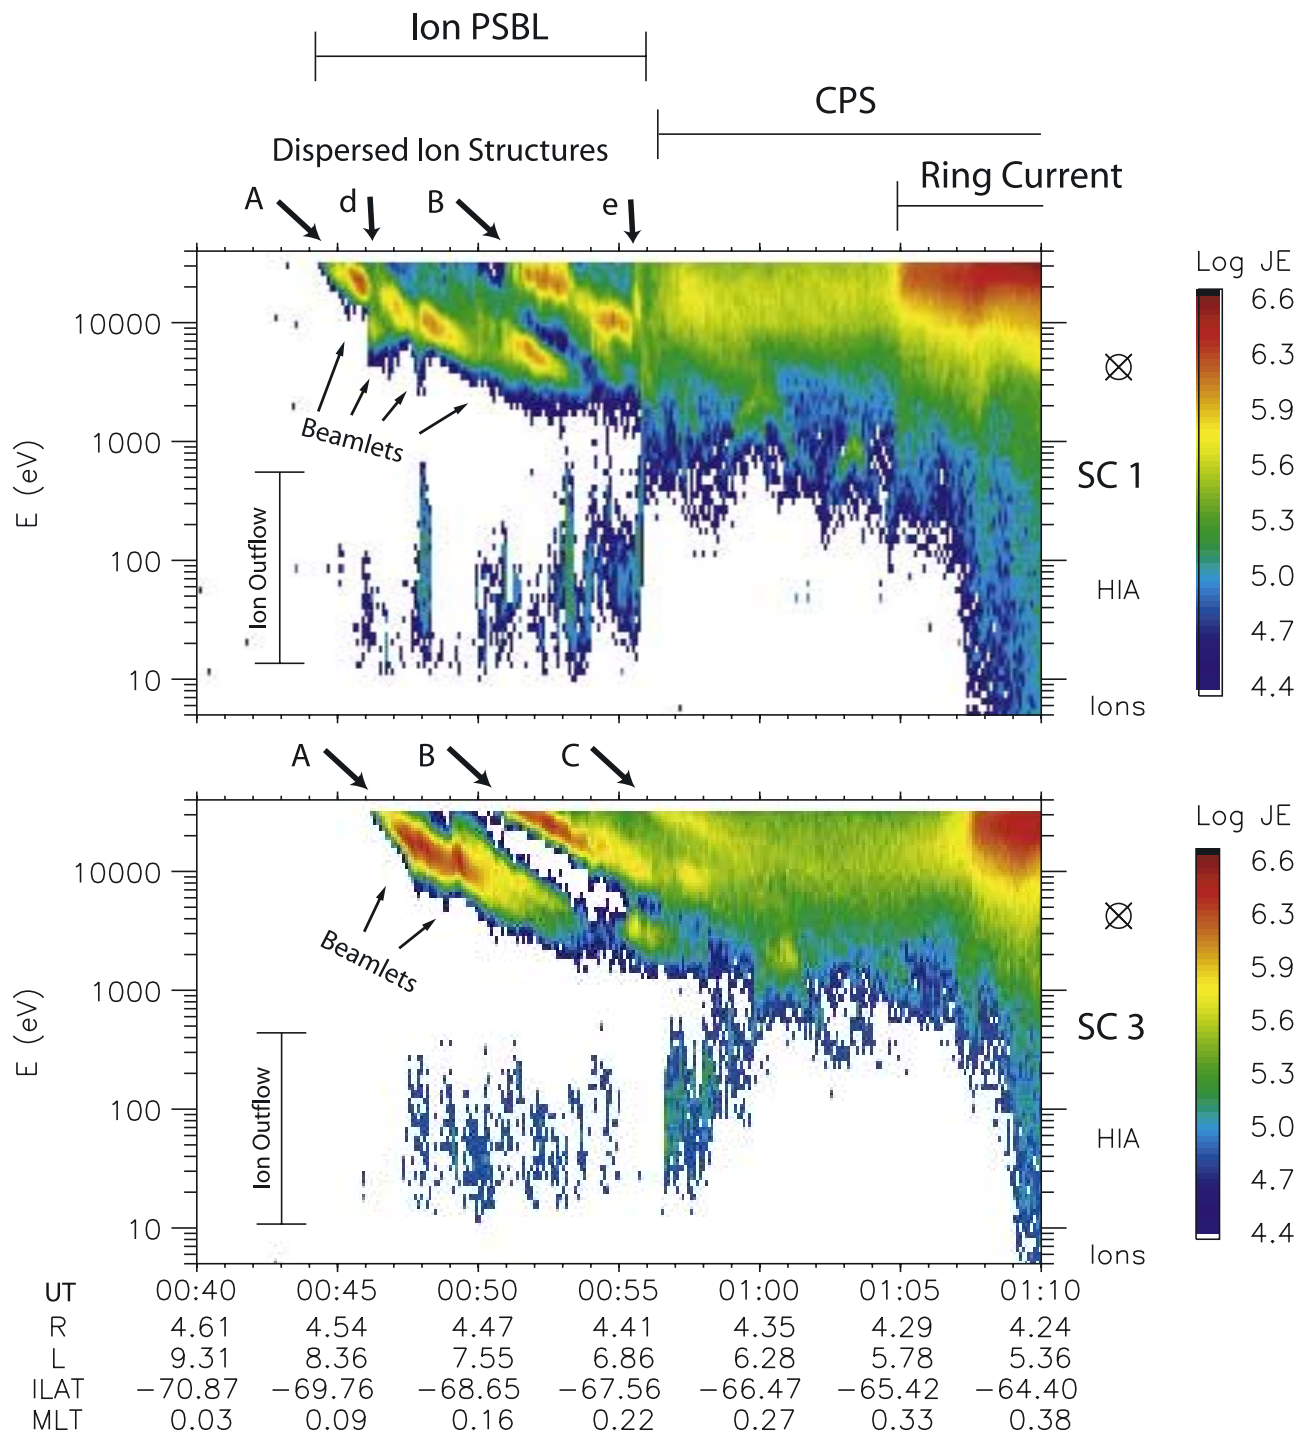 Ion PSBL
CPS
Dispersed Ion Structures
Ring Current
A d B e
Log JE
6.6
6.3
5.9
5.6
5.3
5.0
4.7
4.4
E (eV)
10000
1000
100
10
Beamlets
Ion Outflow
SC 1
HIA
Ions
A B C
Log JE
6.6
6.3
5.9
5.6
5.3
5.0
4.7
4.4
E (eV)
10000
1000
100
10
Beamlets
Ion Outflow
SC 3
HIA
Ions
UT 00:40 00:45 00:50 00:55 01:00 01:05 01:10
R 4.61 4.54 4.47 4.41 4.35 4.29 4.24
L 9.31 8.36 7.55 6.86 6.28 5.78 5.36
ILAT −70.87 −69.76 −68.65 −67.56 −66.47 −65.42 −64.40
MLT 0.03 0.09 0.16 0.22 0.27 0.33 0.38